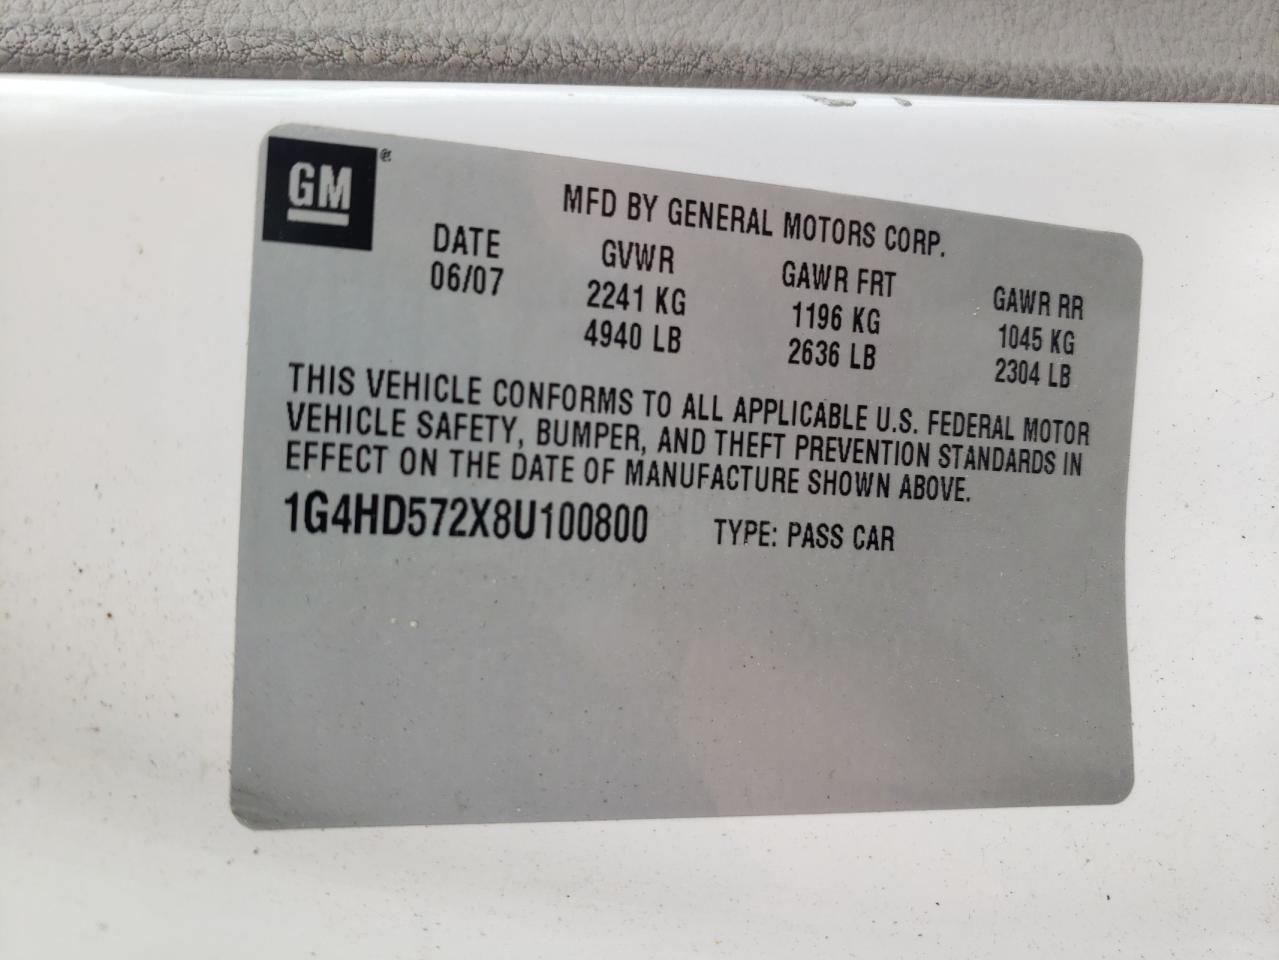 GM ®
MFD BY GENERAL MOTORS CORP.
DATE GVWR GAWR FRT GAWR RR
06/07 2241 KG 1196 KG 1045 KG
4940 LB 2636 LB 2304 LB
THIS VEHICLE CONFORMS TO ALL APPLICABLE U.S. FEDERAL MOTOR
VEHICLE SAFETY, BUMPER, AND THEFT PREVENTION STANDARDS IN
EFFECT ON THE DATE OF MANUFACTURE SHOWN ABOVE.
1G4HD572X8U100800 TYPE: PASS CAR